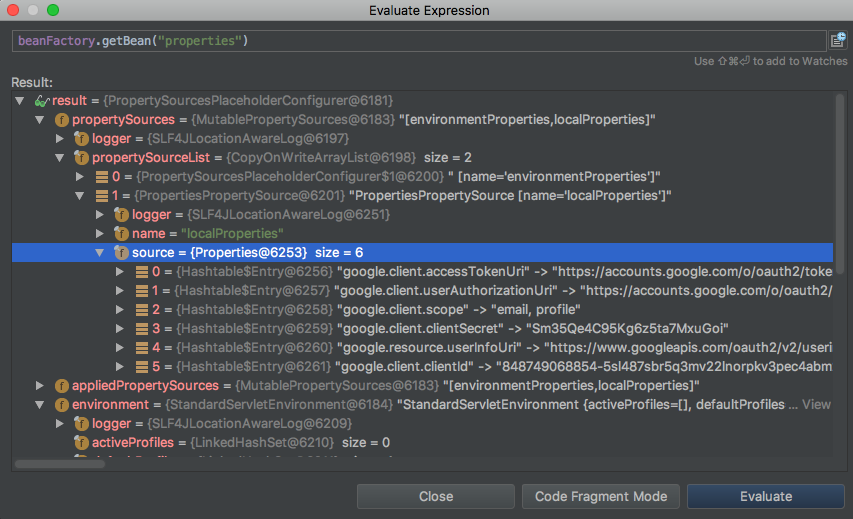 Evaluate Expression
beanFactory.getBean("properties")
Use ⇧⌘⏎ to add to Watches
Result:
result = {PropertySourcesPlaceholderConfigurer@6181}
propertySources = {MutablePropertySources@6183} "[environmentProperties,localProperties]"
logger = {SLF4JLocationAwareLog@6197}
propertySourceList = {CopyOnWriteArrayList@6198} size = 2
0 = {PropertySourcesPlaceholderConfigurer$1@6200} " [name='environmentProperties']"
1 = {PropertiesPropertySource@6201} "PropertiesPropertySource [name='localProperties']"
logger = {SLF4JLocationAwareLog@6251}
name = "localProperties"
source = {Properties@6253} size = 6
0 = {Hashtable$Entry@6256} "google.client.accessTokenUri" -> "https://accounts.google.com/o/oauth2/toke
1 = {Hashtable$Entry@6257} "google.client.userAuthorizationUri" -> "https://accounts.google.com/o/oauth2/
2 = {Hashtable$Entry@6258} "google.client.scope" -> "email, profile"
3 = {Hashtable$Entry@6259} "google.client.clientSecret" -> "Sm35Qe4C95Kg6z5ta7MxuGoi"
4 = {Hashtable$Entry@6260} "google.resource.userInfoUri" -> "https://www.googleapis.com/oauth2/v2/useri
5 = {Hashtable$Entry@6261} "google.client.clientId" -> "848749068854-5sl487sbr5q3mv22lnorpkv3pec4abm
appliedPropertySources = {MutablePropertySources@6183} "[environmentProperties,localProperties]"
environment = {StandardServletEnvironment@6184} "StandardServletEnvironment {activeProfiles=[], defaultProfiles ... View
logger = {SLF4JLocationAwareLog@6209}
activeProfiles = {LinkedHashSet@6210} size = 0
Close
Code Fragment Mode
Evaluate